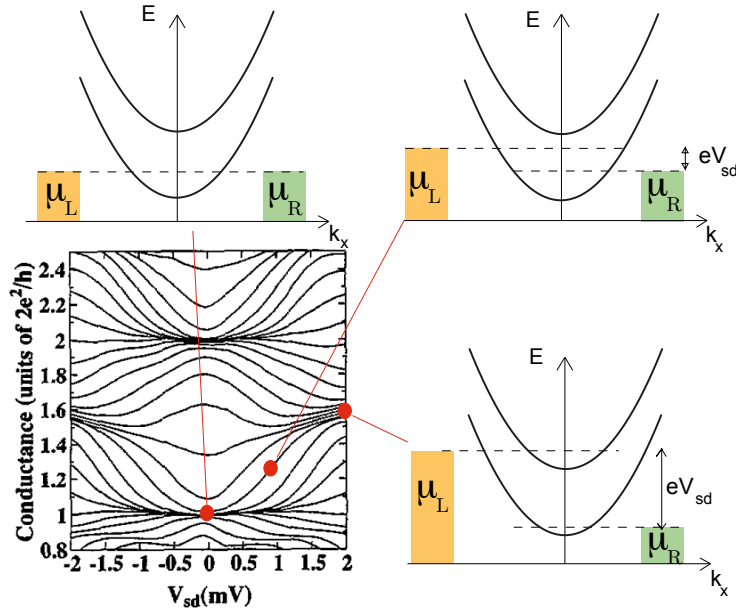 E
μL
μR
kx
E
μL
μR
eVsd
kx
Conductance (units of 2e²/h)
2.4
2.2
2
1.8
1.6
1.4
1.2
1
0.8
-2 -1.5 -1 -0.5 0 0.5 1 1.5 2
Vsd(mV)
E
μL
μR
eVsd
kx